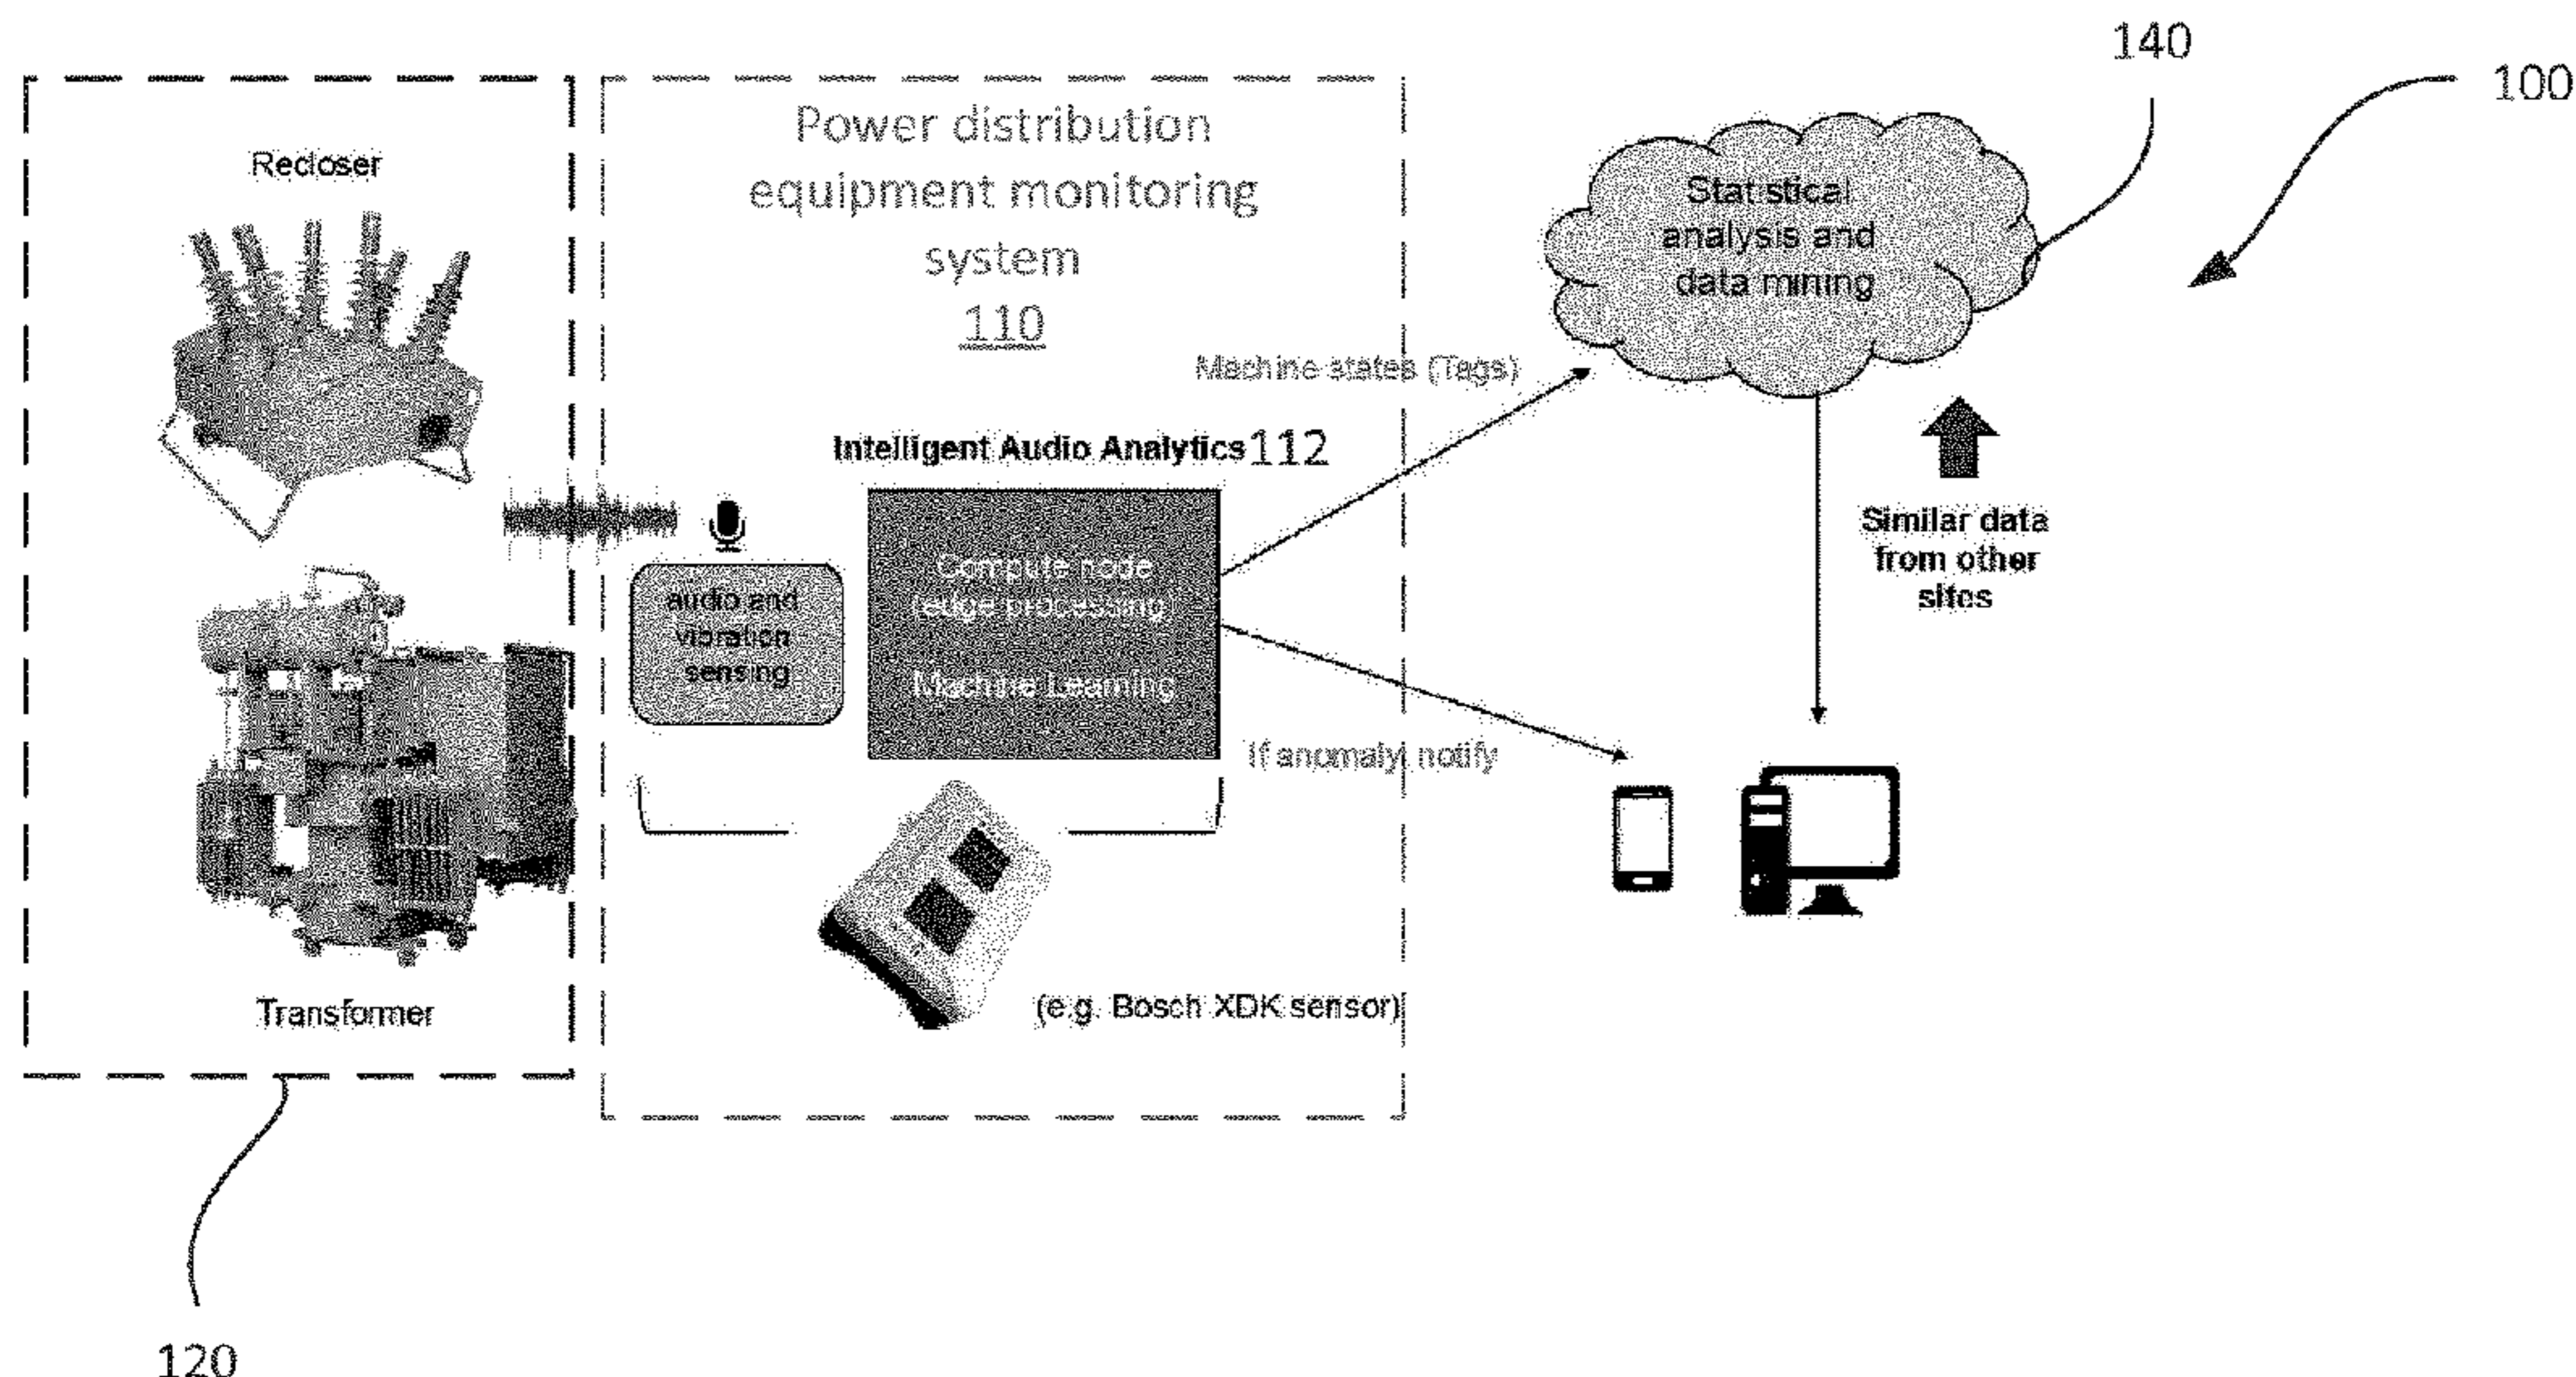 140
100
Recloser
Power distribution
equipment monitoring
system
110
Statistical
analysis and
data mining
Machine states (Tags)
Intelligent Audio Analytics 112
audio and
vibration
sensing
Compute node
(edge processing)
Machine Learning
Similar data
from other
sites
If anomaly, notify
(e.g. Bosch XDK sensor)
Transformer
120